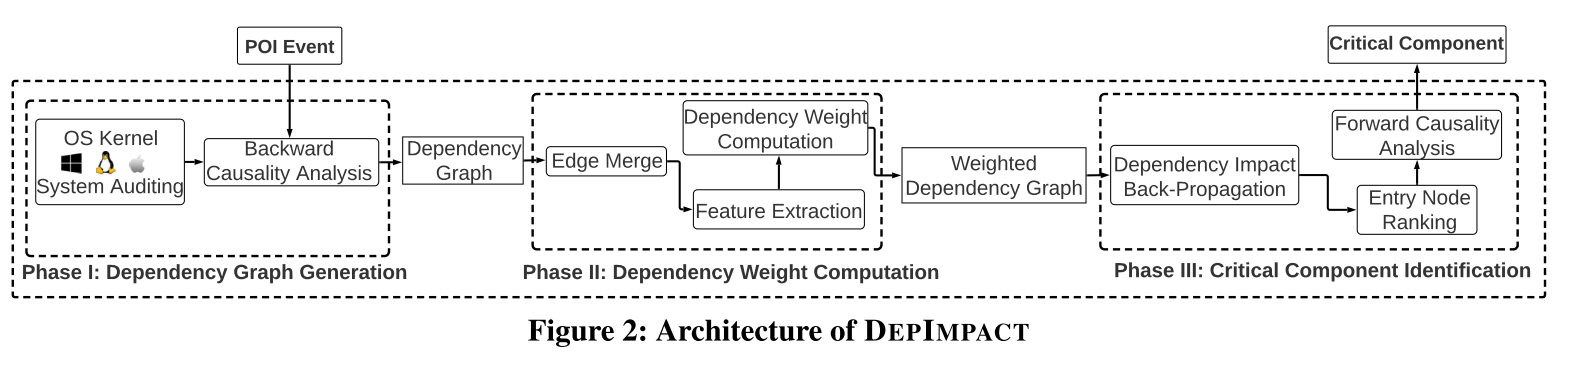 POI Event
Critical Component
OS Kernel
System Auditing
Backward
Causality Analysis
Dependency
Graph
Edge Merge
Dependency Weight
Computation
Feature Extraction
Weighted
Dependency Graph
Dependency Impact
Back-Propagation
Forward Causality
Analysis
Entry Node
Ranking
Phase I: Dependency Graph Generation
Phase II: Dependency Weight Computation
Phase III: Critical Component Identification
Figure 2: Architecture of DEPIMPACT